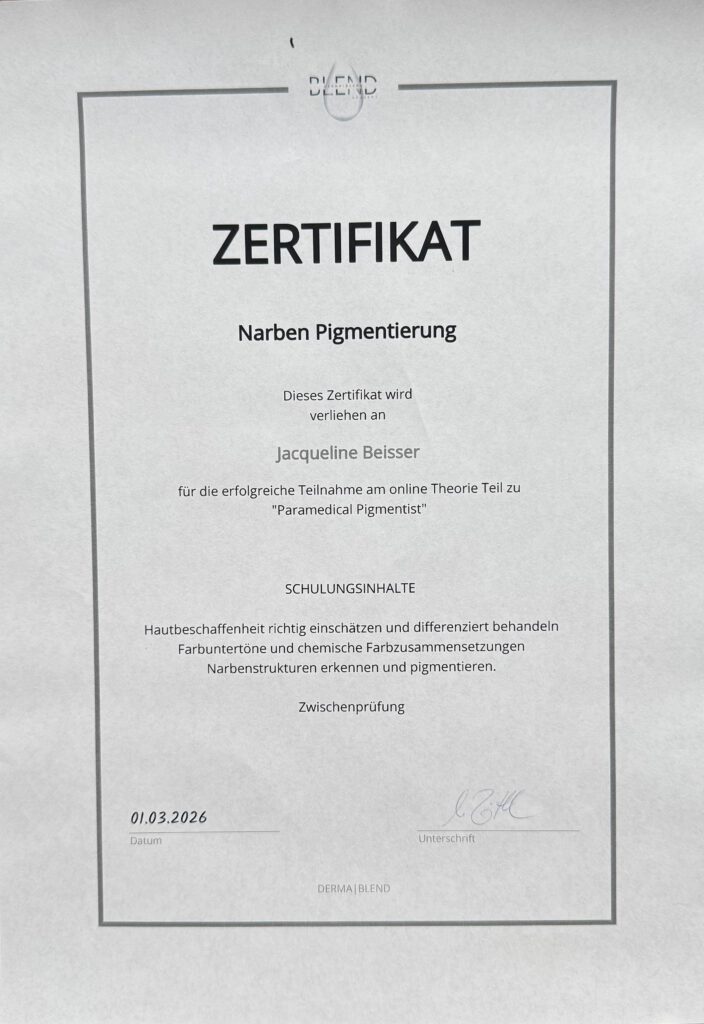 BLEND
ZERTIFIKAT
Narben Pigmentierung
Dieses Zertifikat wird
verliehen an
Jacqueline Beisser
für die erfolgreiche Teilnahme am online Theorie Teil zu
"Paramedical Pigmentist"
SCHULUNGSINHALTE
Hautbeschaffenheit richtig einschätzen und differenziert behandeln
Farbuntertöne und chemische Farbzusammensetzungen
Narbenstrukturen erkennen und pigmentieren.
Zwischenprüfung
01.03.2026
Datum
Unterschrift
DERMA|BLEND